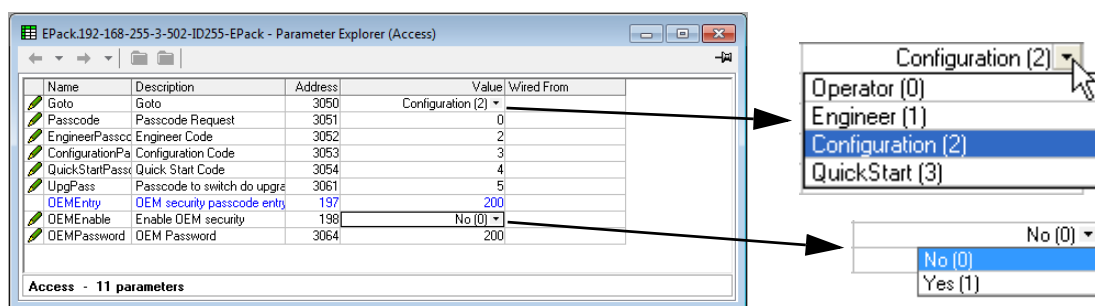 EPack.192-168-255-3-502-ID255-EPack - Parameter Explorer (Access)
Name Description Address Value Wired From
Goto Goto 3050 Configuration (2)
Passcode Passcode Request 3051 0
EngineerPassco Engineer Code 3052 2
ConfigurationPa Configuration Code 3053 3
QuickStartPassc Quick Start Code 3054 4
UpgPass Passcode to switch do upgra 3061 5
OEMEntry OEM security passcode entry 197 200
OEMEnable Enable OEM security 198 No (0)
OEMPassword OEM Password 3064 200
Access - 11 parameters
Configuration (2)
Operator (0)
Engineer (1)
Configuration (2)
QuickStart (3)
No (0)
No (0)
Yes (1)